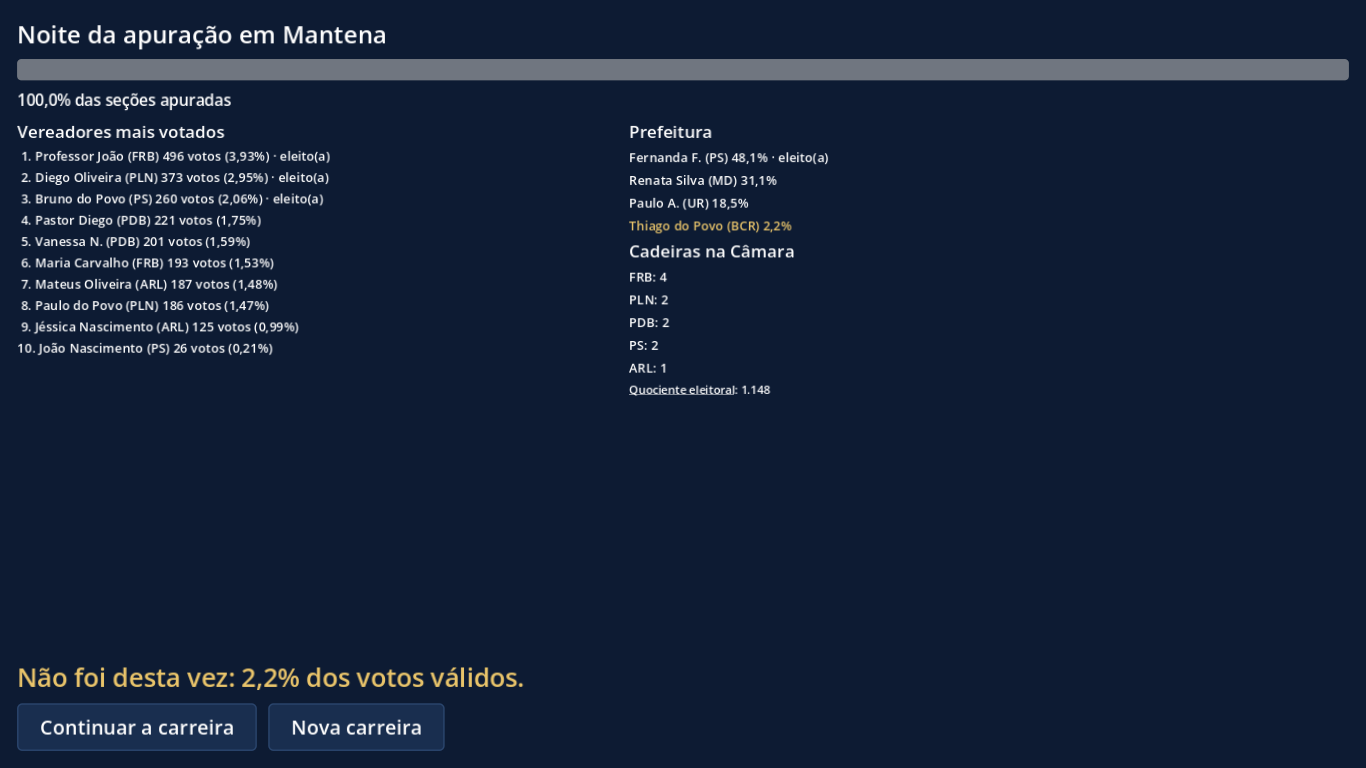 Noite da apuração em Mantena
100,0% das seções apuradas
Vereadores mais votados
1. Professor João (FRB) 496 votos (3,93%) · eleito(a)
2. Diego Oliveira (PLN) 373 votos (2,95%) · eleito(a)
3. Bruno do Povo (PS) 260 votos (2,06%) · eleito(a)
4. Pastor Diego (PDB) 221 votos (1,75%)
5. Vanessa N. (PDB) 201 votos (1,59%)
6. Maria Carvalho (FRB) 193 votos (1,53%)
7. Mateus Oliveira (ARL) 187 votos (1,48%)
8. Paulo do Povo (PLN) 186 votos (1,47%)
9. Jéssica Nascimento (ARL) 125 votos (0,99%)
10. João Nascimento (PS) 26 votos (0,21%)
Prefeitura
Fernanda F. (PS) 48,1% · eleito(a)
Renata Silva (MD) 31,1%
Paulo A. (UR) 18,5%
Thiago do Povo (BCR) 2,2%
Cadeiras na Câmara
FRB: 4
PLN: 2
PDB: 2
PS: 2
ARL: 1
Quociente eleitoral: 1.148
Não foi desta vez: 2,2% dos votos válidos.
Continuar a carreira
Nova carreira